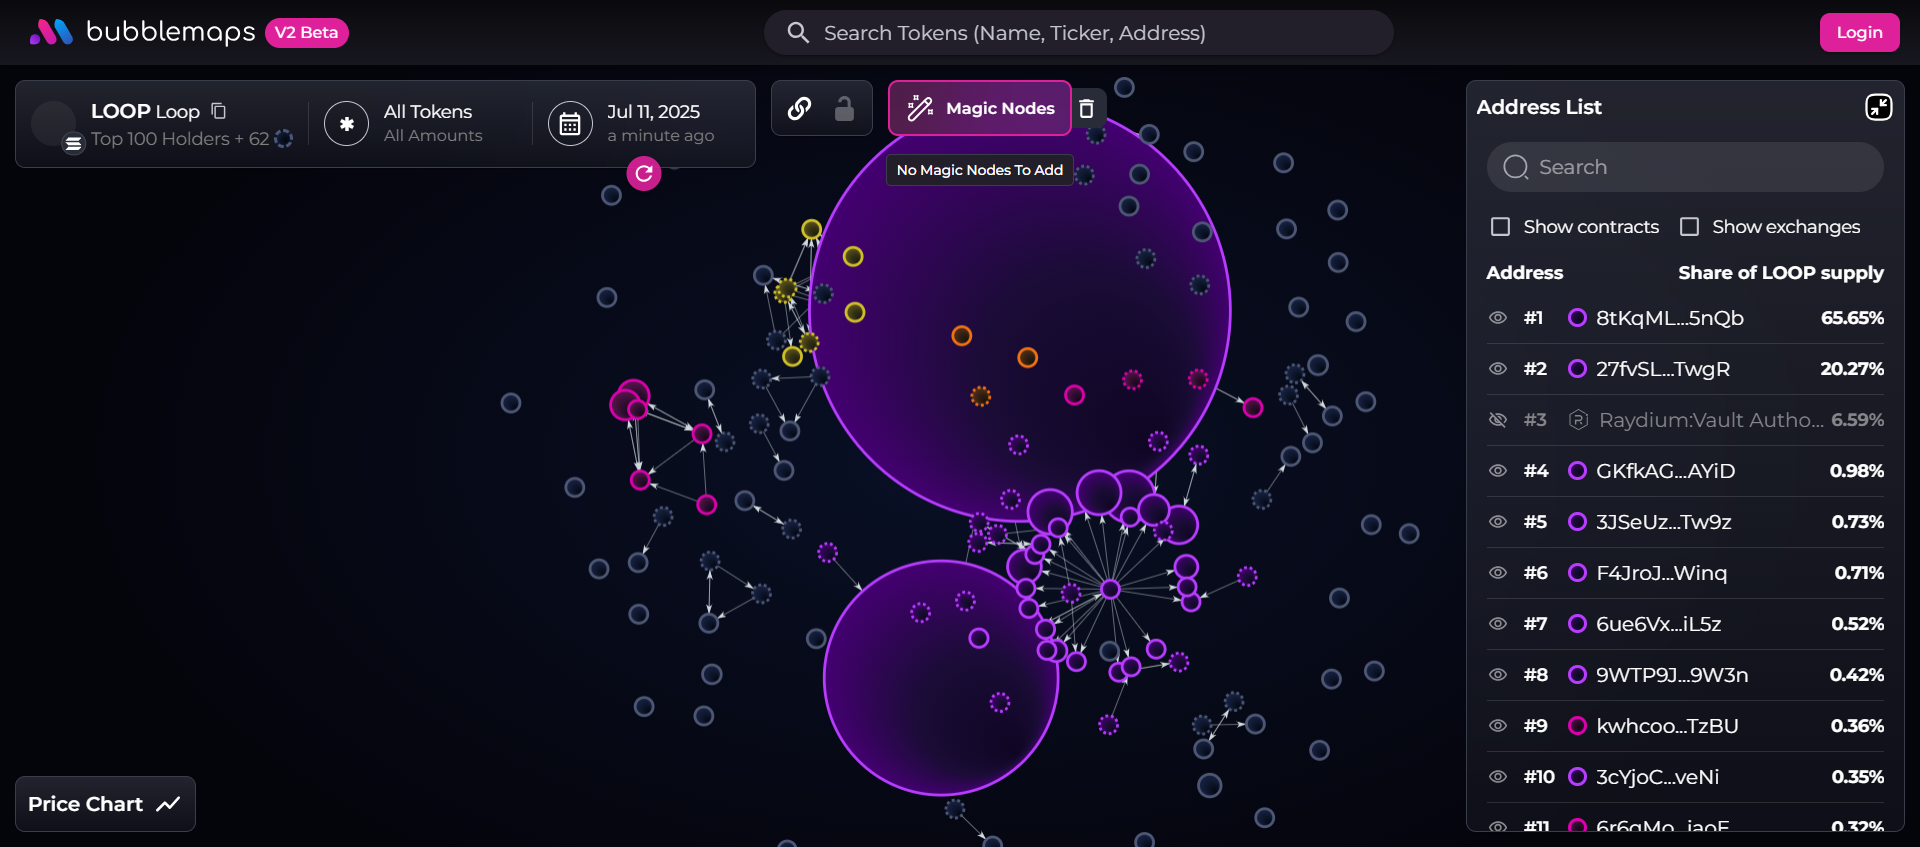 bubblemaps V2 Beta
Search Tokens (Name, Ticker, Address)
Login
LOOP Loop
Top 100 Holders + 62
All Tokens
All Amounts
Jul 11, 2025
a minute ago
Magic Nodes
No Magic Nodes To Add
Address List
Search
Show contracts Show exchanges
Address Share of LOOP supply
#1 8tKqML...5nQb 65.65%
#2 27fvSL...TwgR 20.27%
#3 Raydium:Vault Autho... 6.59%
#4 GKfkAG...AYiD 0.98%
#5 3JSeUz...Tw9z 0.73%
#6 F4JroJ...Winq 0.71%
#7 6ue6Vx...iL5z 0.52%
#8 9WTP9J...9W3n 0.42%
#9 kwhcoo...TzBU 0.36%
#10 3cYjoC...veNi 0.35%
#11 0.32%
Price Chart